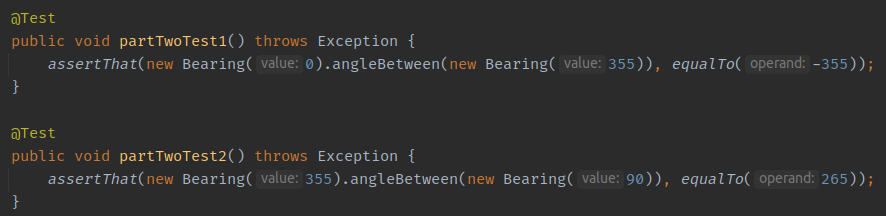 @Test
public void partTwoTest1() throws Exception {
    assertThat(new Bearing( value: 0).angleBetween(new Bearing( value: 355)), equalTo( operand: -355));
}
@Test
public void partTwoTest2() throws Exception {
    assertThat(new Bearing( value: 355).angleBetween(new Bearing( value: 90)), equalTo( operand: 265));
}